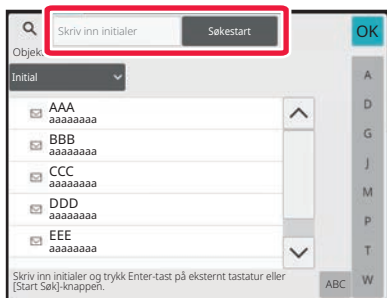 Skriv inn initialer
Søkestart
OK
Objek
Initial
AAA
aaaaaaaa
BBB
aaaaaaaa
CCC
aaaaaaaa
DDD
aaaaaaaa
EEE
aaaaaaaa
A
D
G
J
M
P
T
W
ABC
Skriv inn initialer og trykk Enter-tast på eksternt tastatur eller
[Start Søk]-knappen.